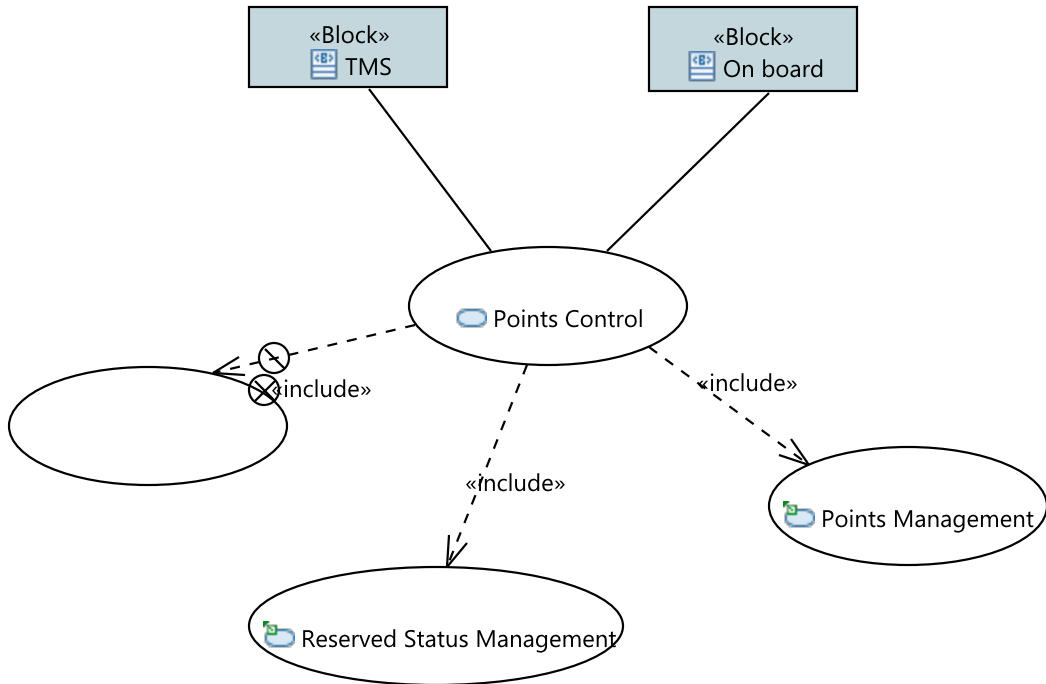 «Block»
TMS
«Block»
On board
Points Control
«include»
«include»
«include»
Points Management
Reserved Status Management